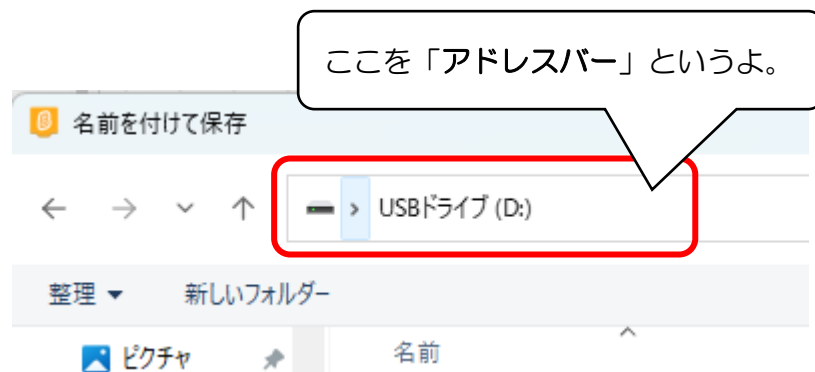 ここを「アドレスバー」というよ。
名前を付けて保存
USBドライブ (D:)
整理 新しいフォルダー
ピクチャ 名前